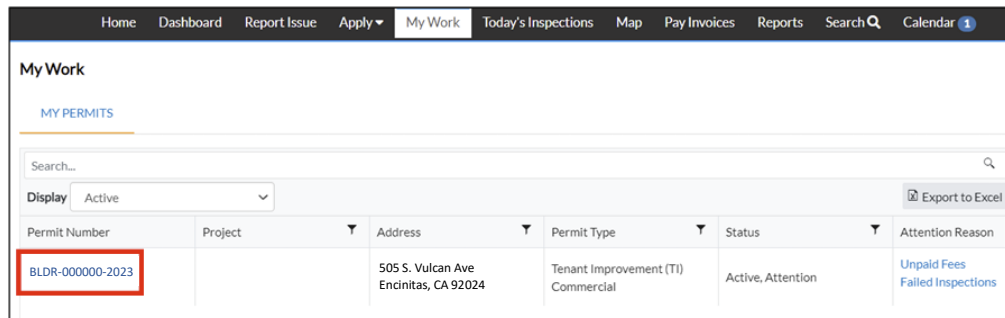 Home Dashboard Report Issue Apply My Work Today's Inspections Map Pay Invoices Reports Search Calendar 1
My Work
MY PERMITS
Search...
Display Active Export to Excel
Permit Number Project Address Permit Type Status Attention Reason
BLDR-000000-2023 505 S. Vulcan Ave Tenant Improvement (TI) Active, Attention Unpaid Fees
Encinitas, CA 92024 Commercial Failed Inspections